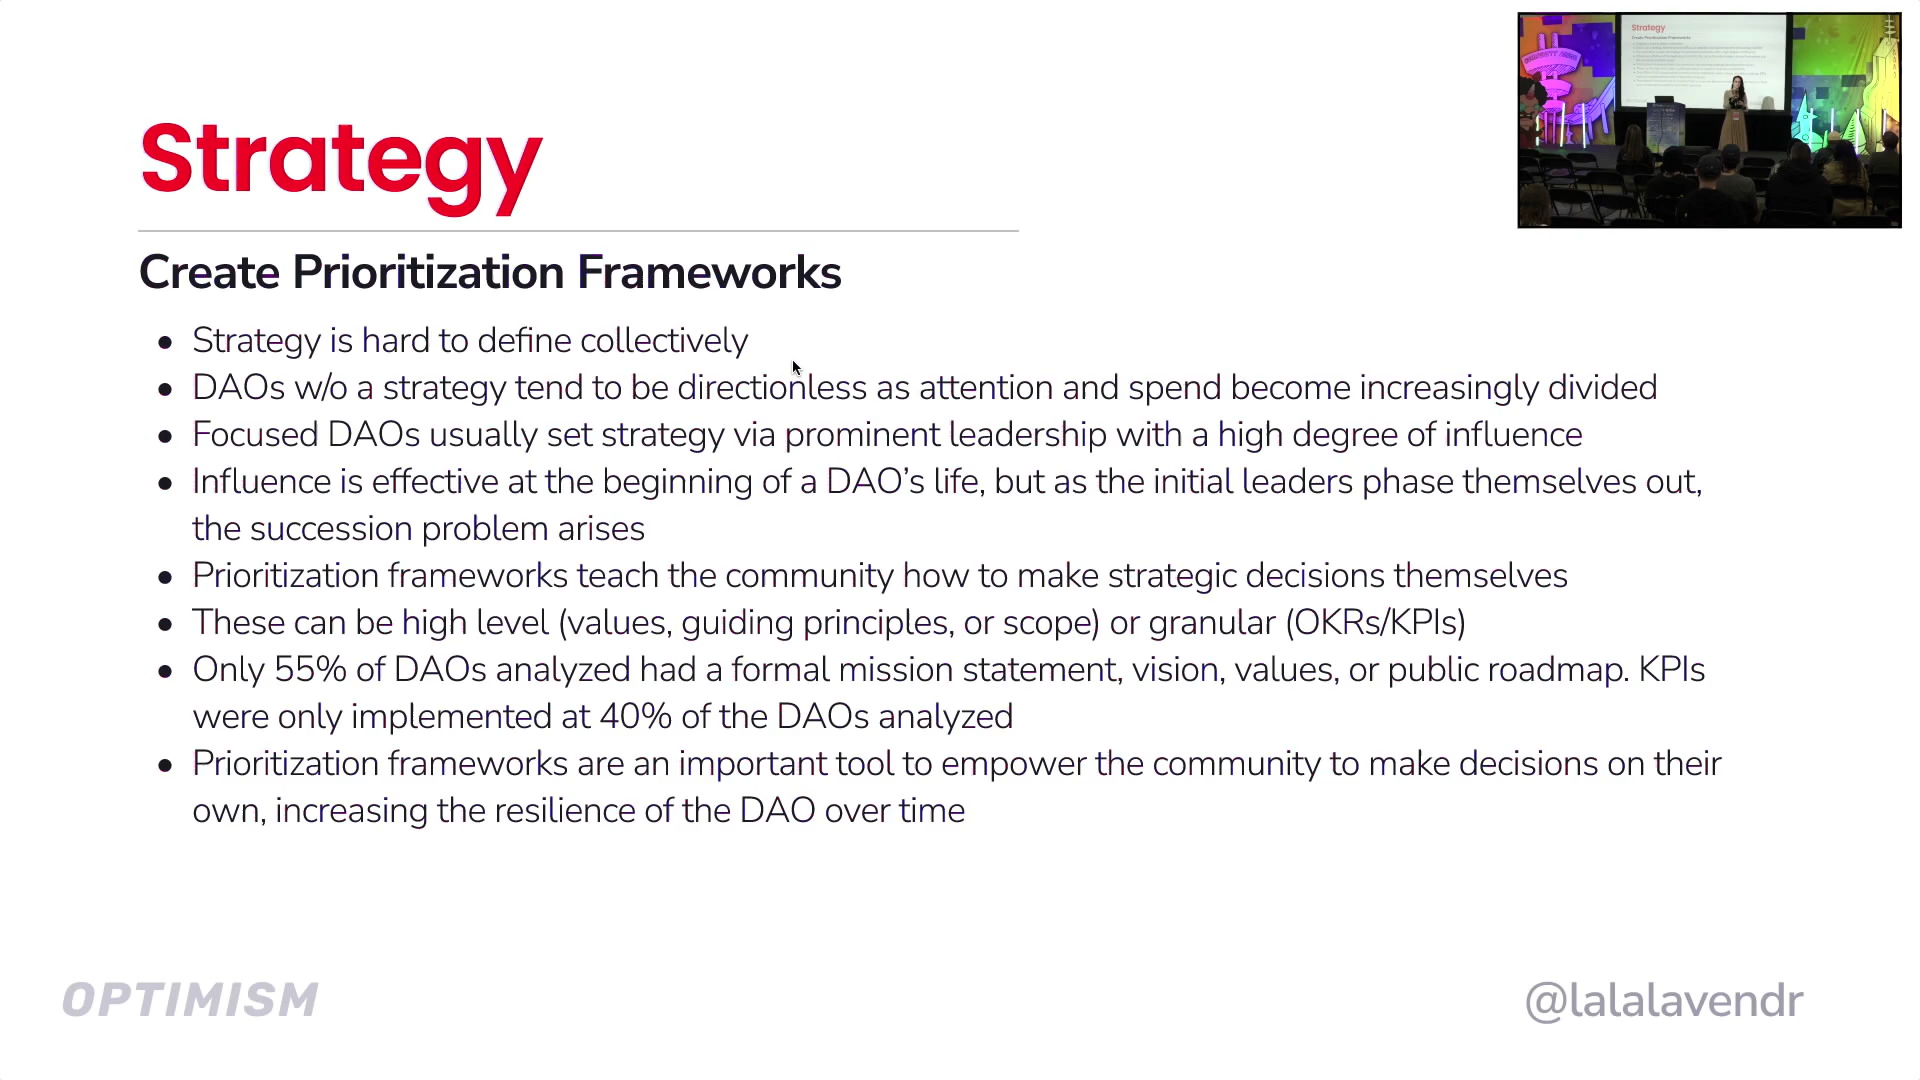 Strategy
Create Prioritization Frameworks
• Strategy is hard to define collectively
• DAOs w/o a strategy tend to be directionless as attention and spend become increasingly divided
• Focused DAOs usually set strategy via prominent leadership with a high degree of influence
• Influence is effective at the beginning of a DAO’s life, but as the initial leaders phase themselves out,
the succession problem arises
• Prioritization frameworks teach the community how to make strategic decisions themselves
• These can be high level (values, guiding principles, or scope) or granular (OKRs/KPIs)
• Only 55% of DAOs analyzed had a formal mission statement, vision, values, or public roadmap. KPIs
were only implemented at 40% of the DAOs analyzed
• Prioritization frameworks are an important tool to empower the community to make decisions on their
own, increasing the resilience of the DAO over time
OPTIMISM
@lalalavendr
Strategy
Create Prioritization Frameworks